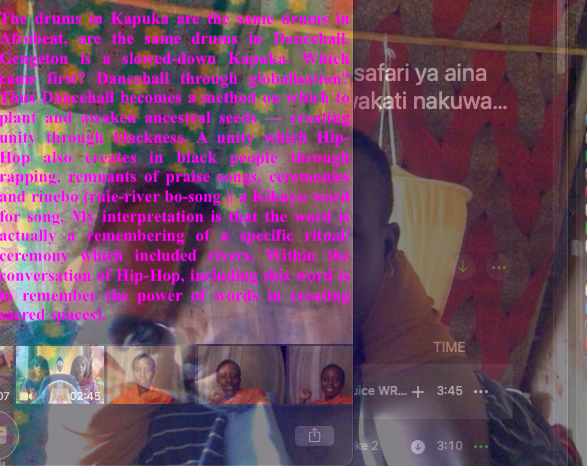 The drums in Kapuka are the same drums in
Afrobeat, are the same drums in Dancehall.
Gengeton is a slowed-down Kapuka. Which
came first? Dancehall through globalisation?
Thus Dancehall becomes a method on which to
plant and awaken ancestral seeds — creating
unity through blackness. A unity which Hip-
Hop also creates in black people through
rapping, remnants of praise songs, ceremonies
and
(ruie-river bo-song a Kikuyu word
for song. My interpretation is that the word is
actually a remembering of a specific ritual/
ceremony which included rivers. Within the
conversation of Hip-Hop, including this word is
to remember the power of words in creating
sacred spaces).
safari ya aina
wakati nakuwa...
TIME
uice WR... + 3:45 ...
ke 2 3:10 ...
07
02:45